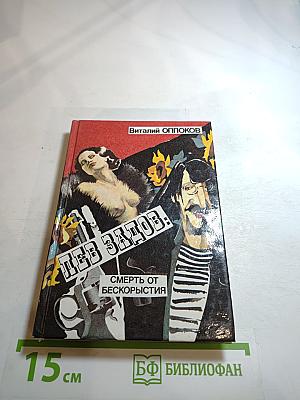 Виталий ОППОКОВ
ЛЕВ ЗАДОВ:
СМЕРТЬ ОТ
БЕСКОРЫСТИЯ
15 см
БФ БИБЛИОФАН